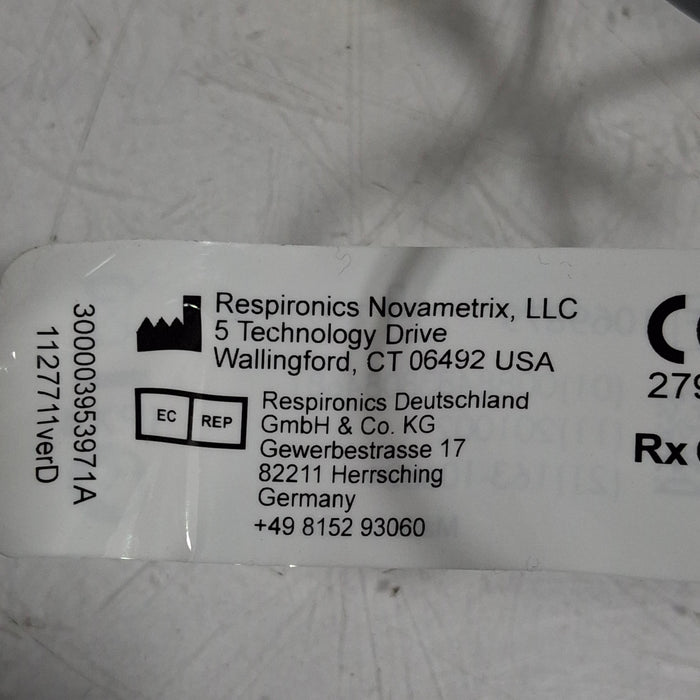 300003953971A
1127711verD
Respironics Novametrix, LLC
5 Technology Drive
Wallingford, CT 06492 USA
EC REP
Respironics Deutschland
GmbH & Co. KG
Gewerbestrasse 17
82211 Herrsching
Germany
+49 8152 93060
279
Rx